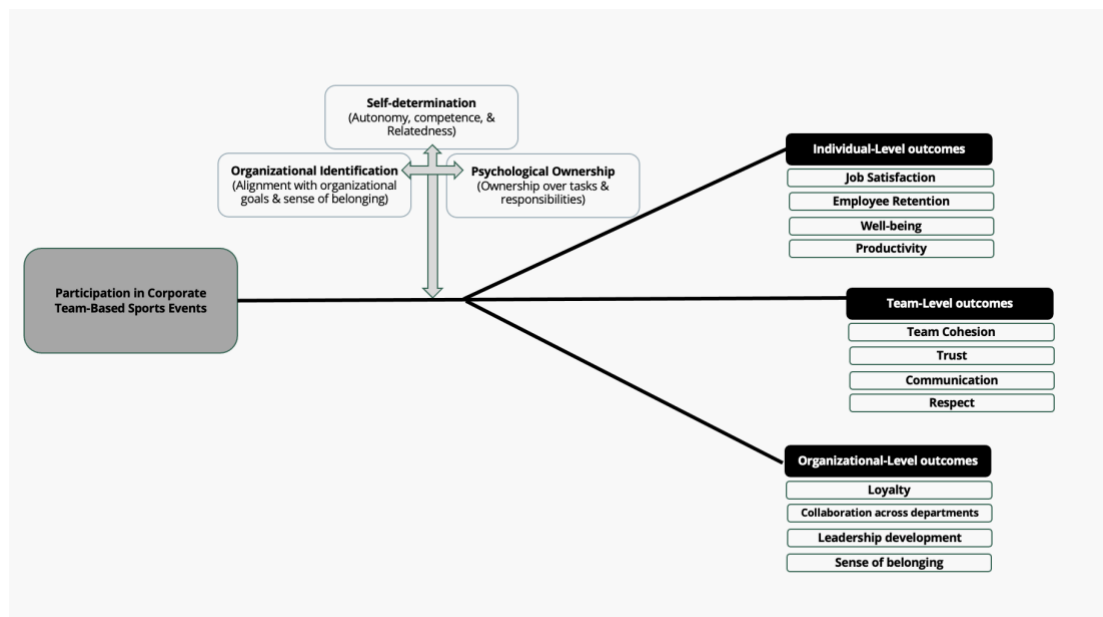 Self-determination
(Autonomy, competence, &
Relatedness)
Organizational Identification
(Alignment with organizational
goals & sense of belonging)
Psychological Ownership
(Ownership over tasks &
responsibilities)
Participation in Corporate
Team-Based Sports Events
Individual-Level outcomes
Job Satisfaction
Employee Retention
Well-being
Productivity
Team-Level outcomes
Team Cohesion
Trust
Communication
Respect
Organizational-Level outcomes
Loyalty
Collaboration across departments
Leadership development
Sense of belonging